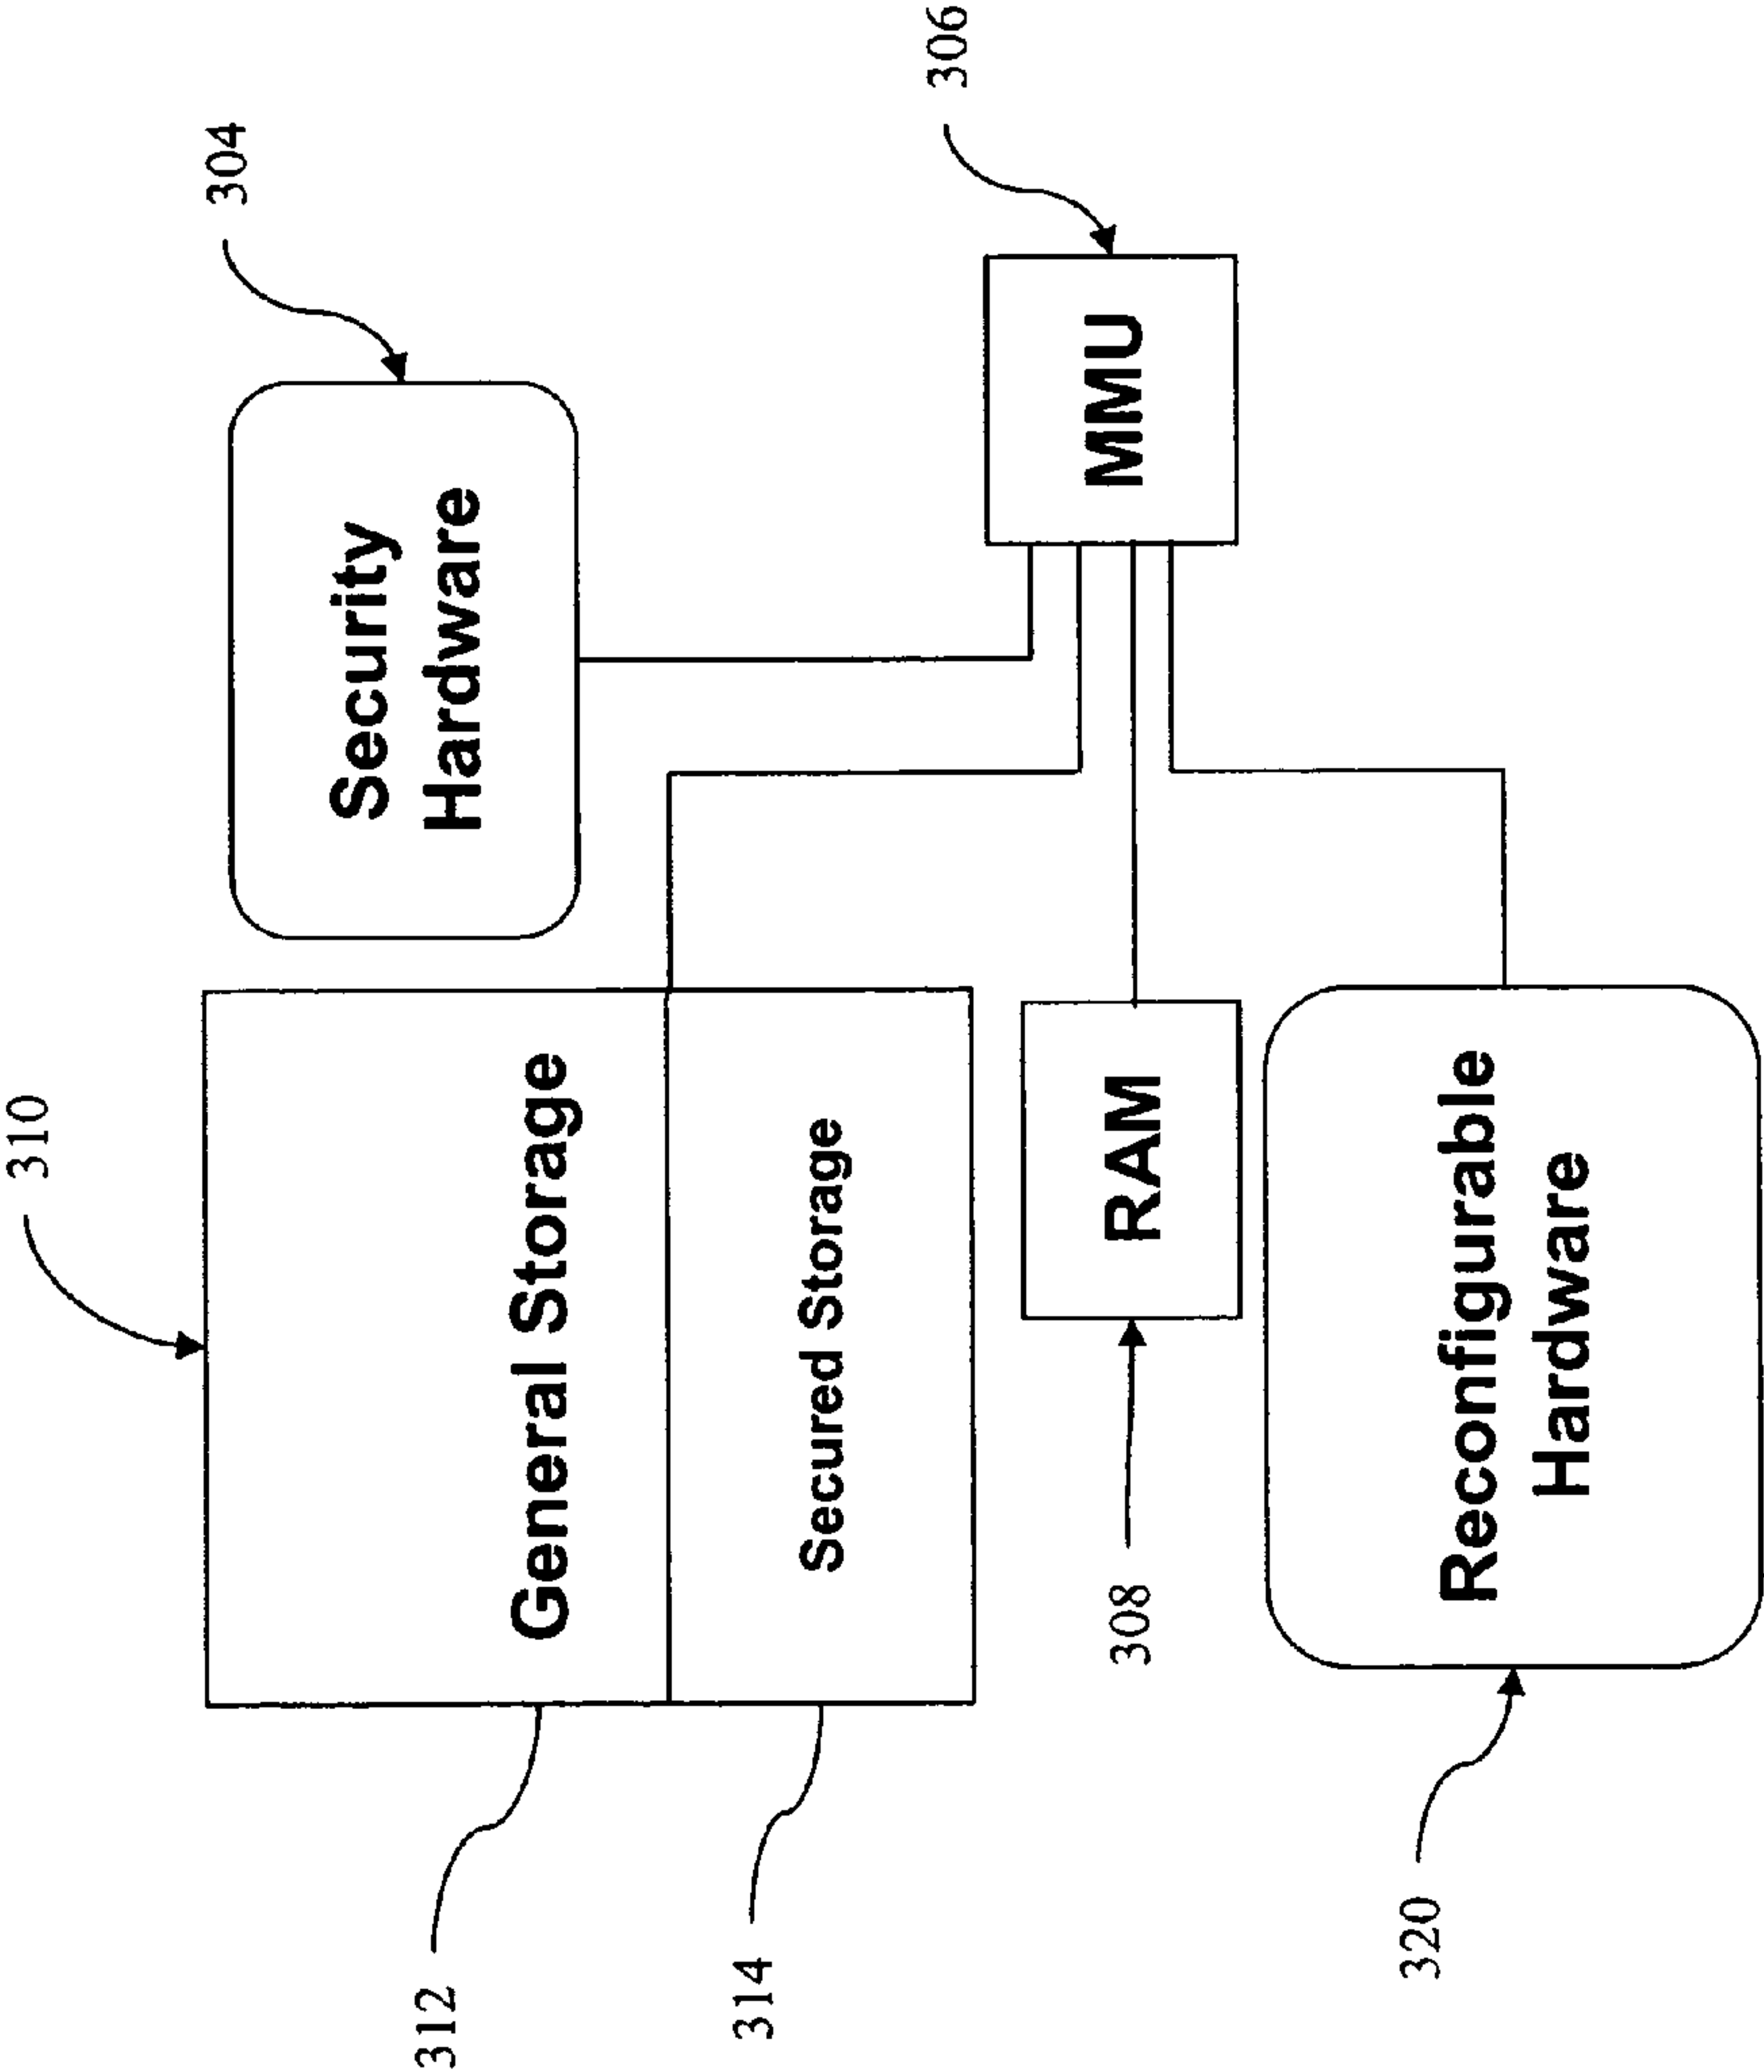 310
304
306
General Storage
Secured Storage
Security
Hardware
312
314
RAM
MMU
308
Reconfigurable
Hardware
320